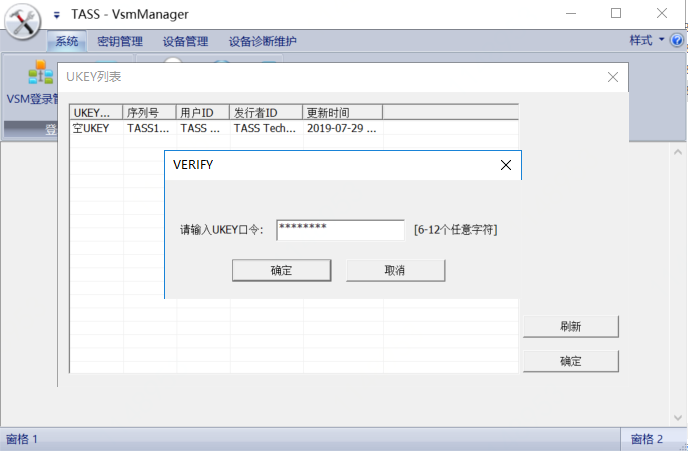 TASS - VsmManager
系统 密钥管理 设备管理 设备诊断维护 样式
UKEY列表
VSM登录管
UKEY... 序列号 用户ID 发行者ID 更新时间
空UKEY TASS1... TASS ... TASS Tech... 2019-07-29 ...
VERIFY
请输入UKEY口令: ******** [6-12个任意字符]
确定 取消
刷新
确定
窗格 1 窗格 2